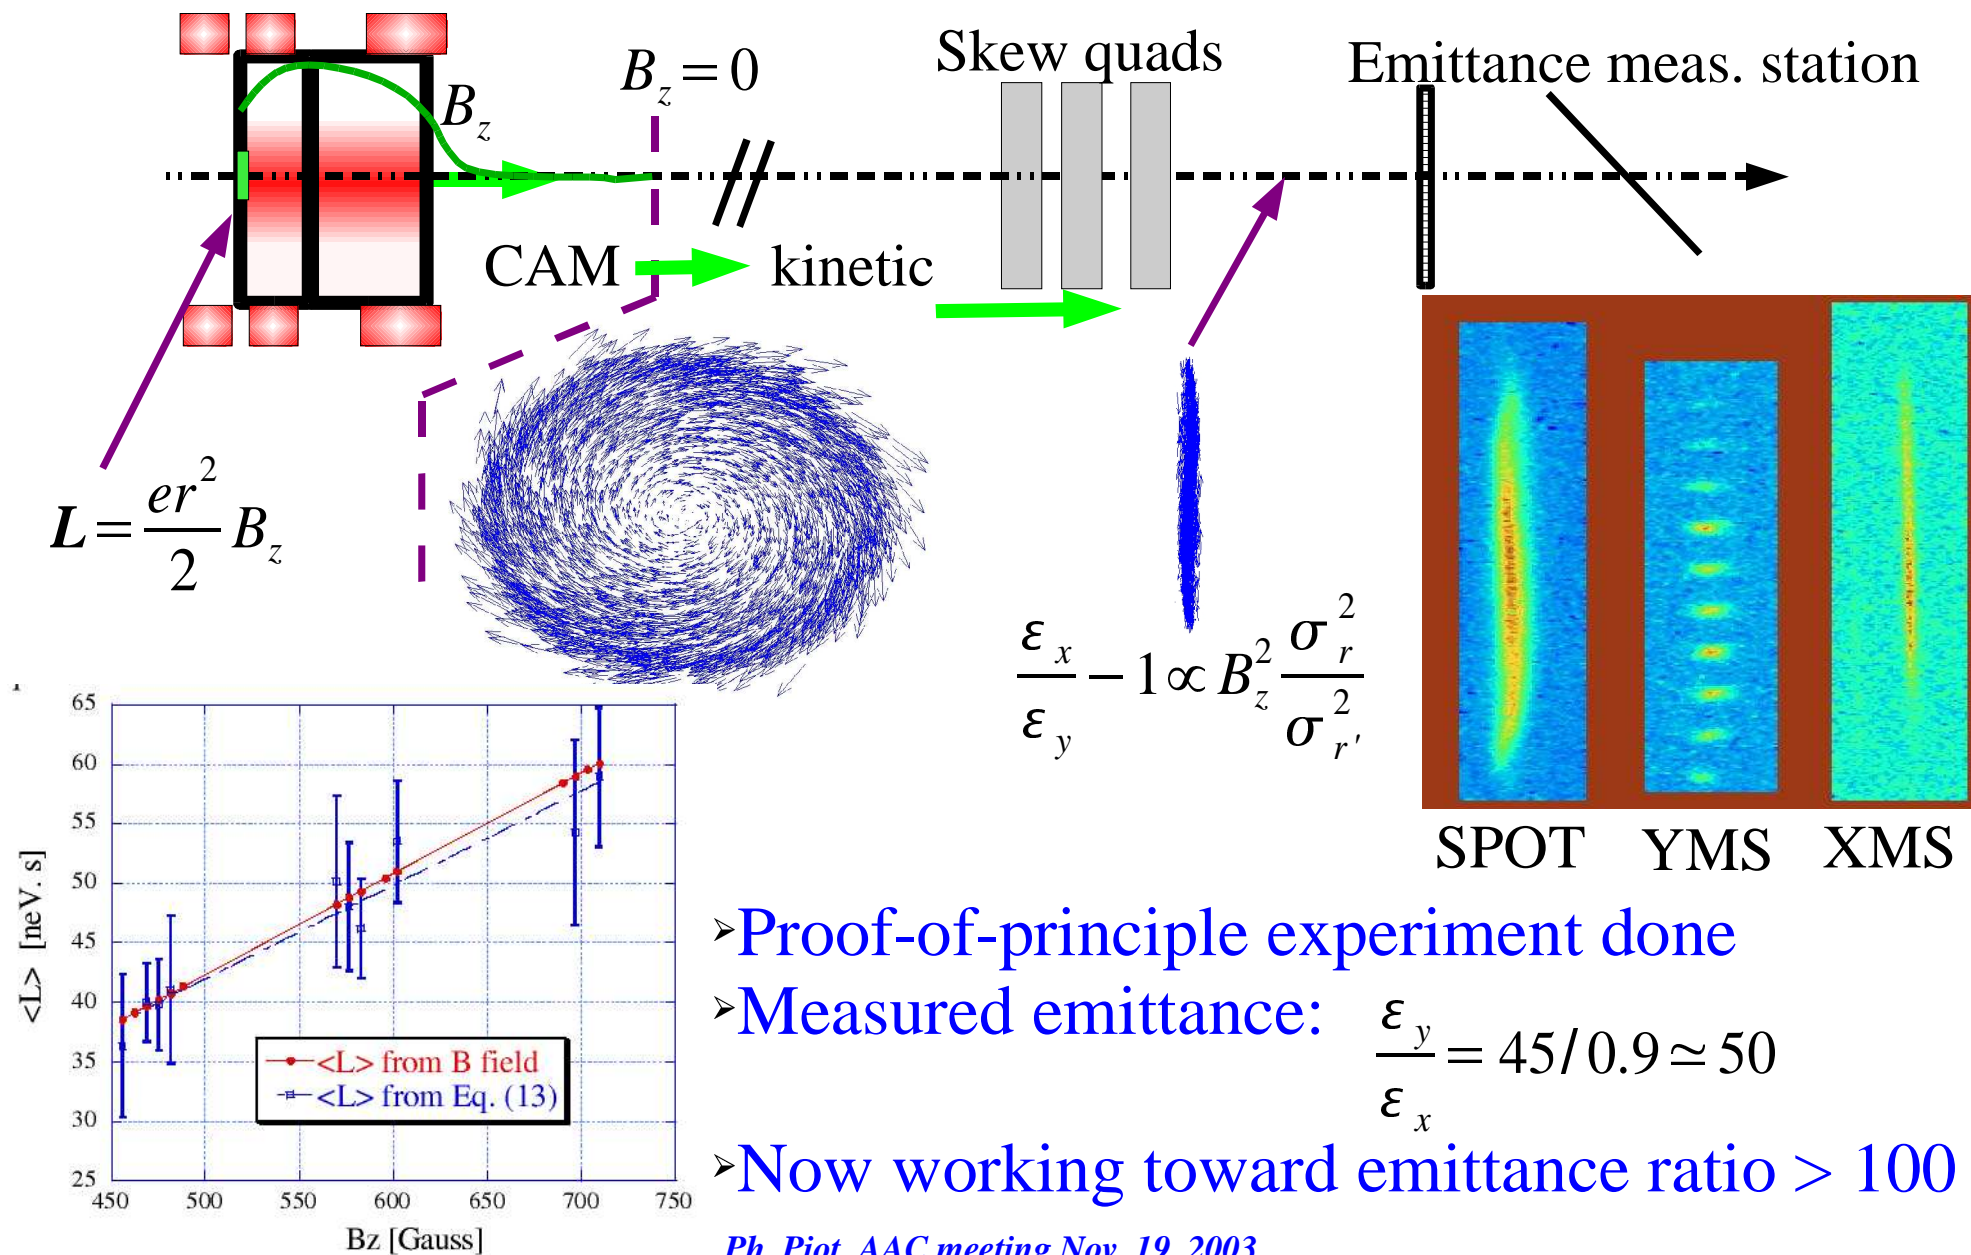 Skew quads
Emittance meas. station
B_z = 0
B_z
CAM
kinetic
L = er^2/2 B_z
ε_x/ε_y − 1 ∝ B_z^2 σ_r^2/σ_r'^2
65
60
55
50
45
40
35
30
25
450
500
550
600
650
700
750
<L> [neV. s]
Bz [Gauss]
<L> from B field
<L> from Eq. (13)
SPOT
YMS
XMS
➢Proof-of-principle experiment done
➢Measured emittance: ε_y/ε_x = 45/0.9 ≃ 50
➢Now working toward emittance ratio > 100
Ph. Piot, AAC meeting Nov. 19, 2003